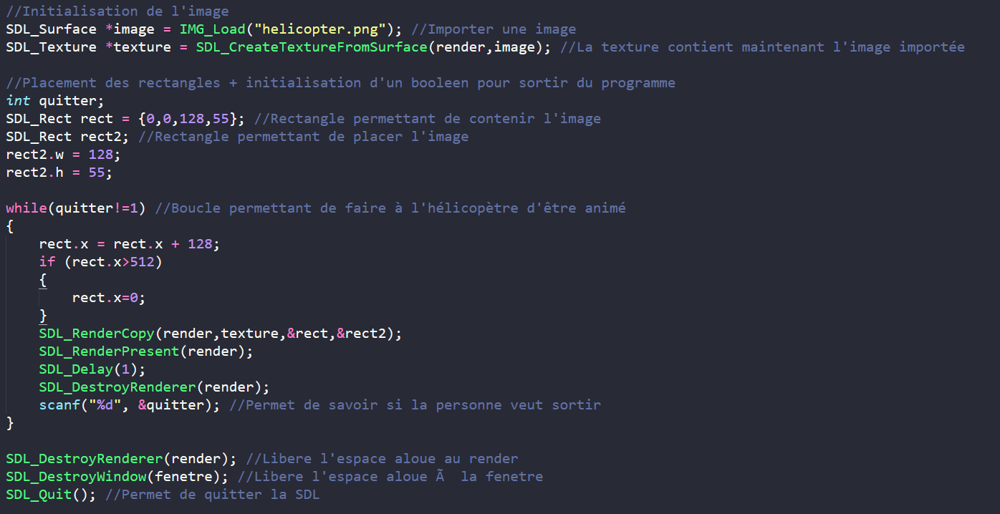 //Initialisation de l'image
SDL_Surface *image = IMG_Load("helicopter.png"); //Importer une image
SDL_Texture *texture = SDL_CreateTextureFromSurface(render,image); //La texture contient maintenant l'image importée
//Placement des rectangles + initialisation d'un booleen pour sortir du programme
int quitter;
SDL_Rect rect = {0,0,128,55}; //Rectangle permettant de contenir l'image
SDL_Rect rect2; //Rectangle permettant de placer l'image
rect2.w = 128;
rect2.h = 55;
while(quitter!=1) //Boucle permettant de faire à l'hélicopètre d'être animé
{
rect.x = rect.x + 128;
if (rect.x>512)
{
rect.x=0;
}
SDL_RenderCopy(render,texture,&rect,&rect2);
SDL_RenderPresent(render);
SDL_Delay(1);
SDL_DestroyRenderer(render);
scanf("%d", &quitter); //Permet de savoir si la personne veut sortir
}
SDL_DestroyRenderer(render); //Libere l'espace aloue au render
SDL_DestroyWindow(fenetre); //Libere l'espace aloue Ã  la fenetre
SDL_Quit(); //Permet de quitter la SDL